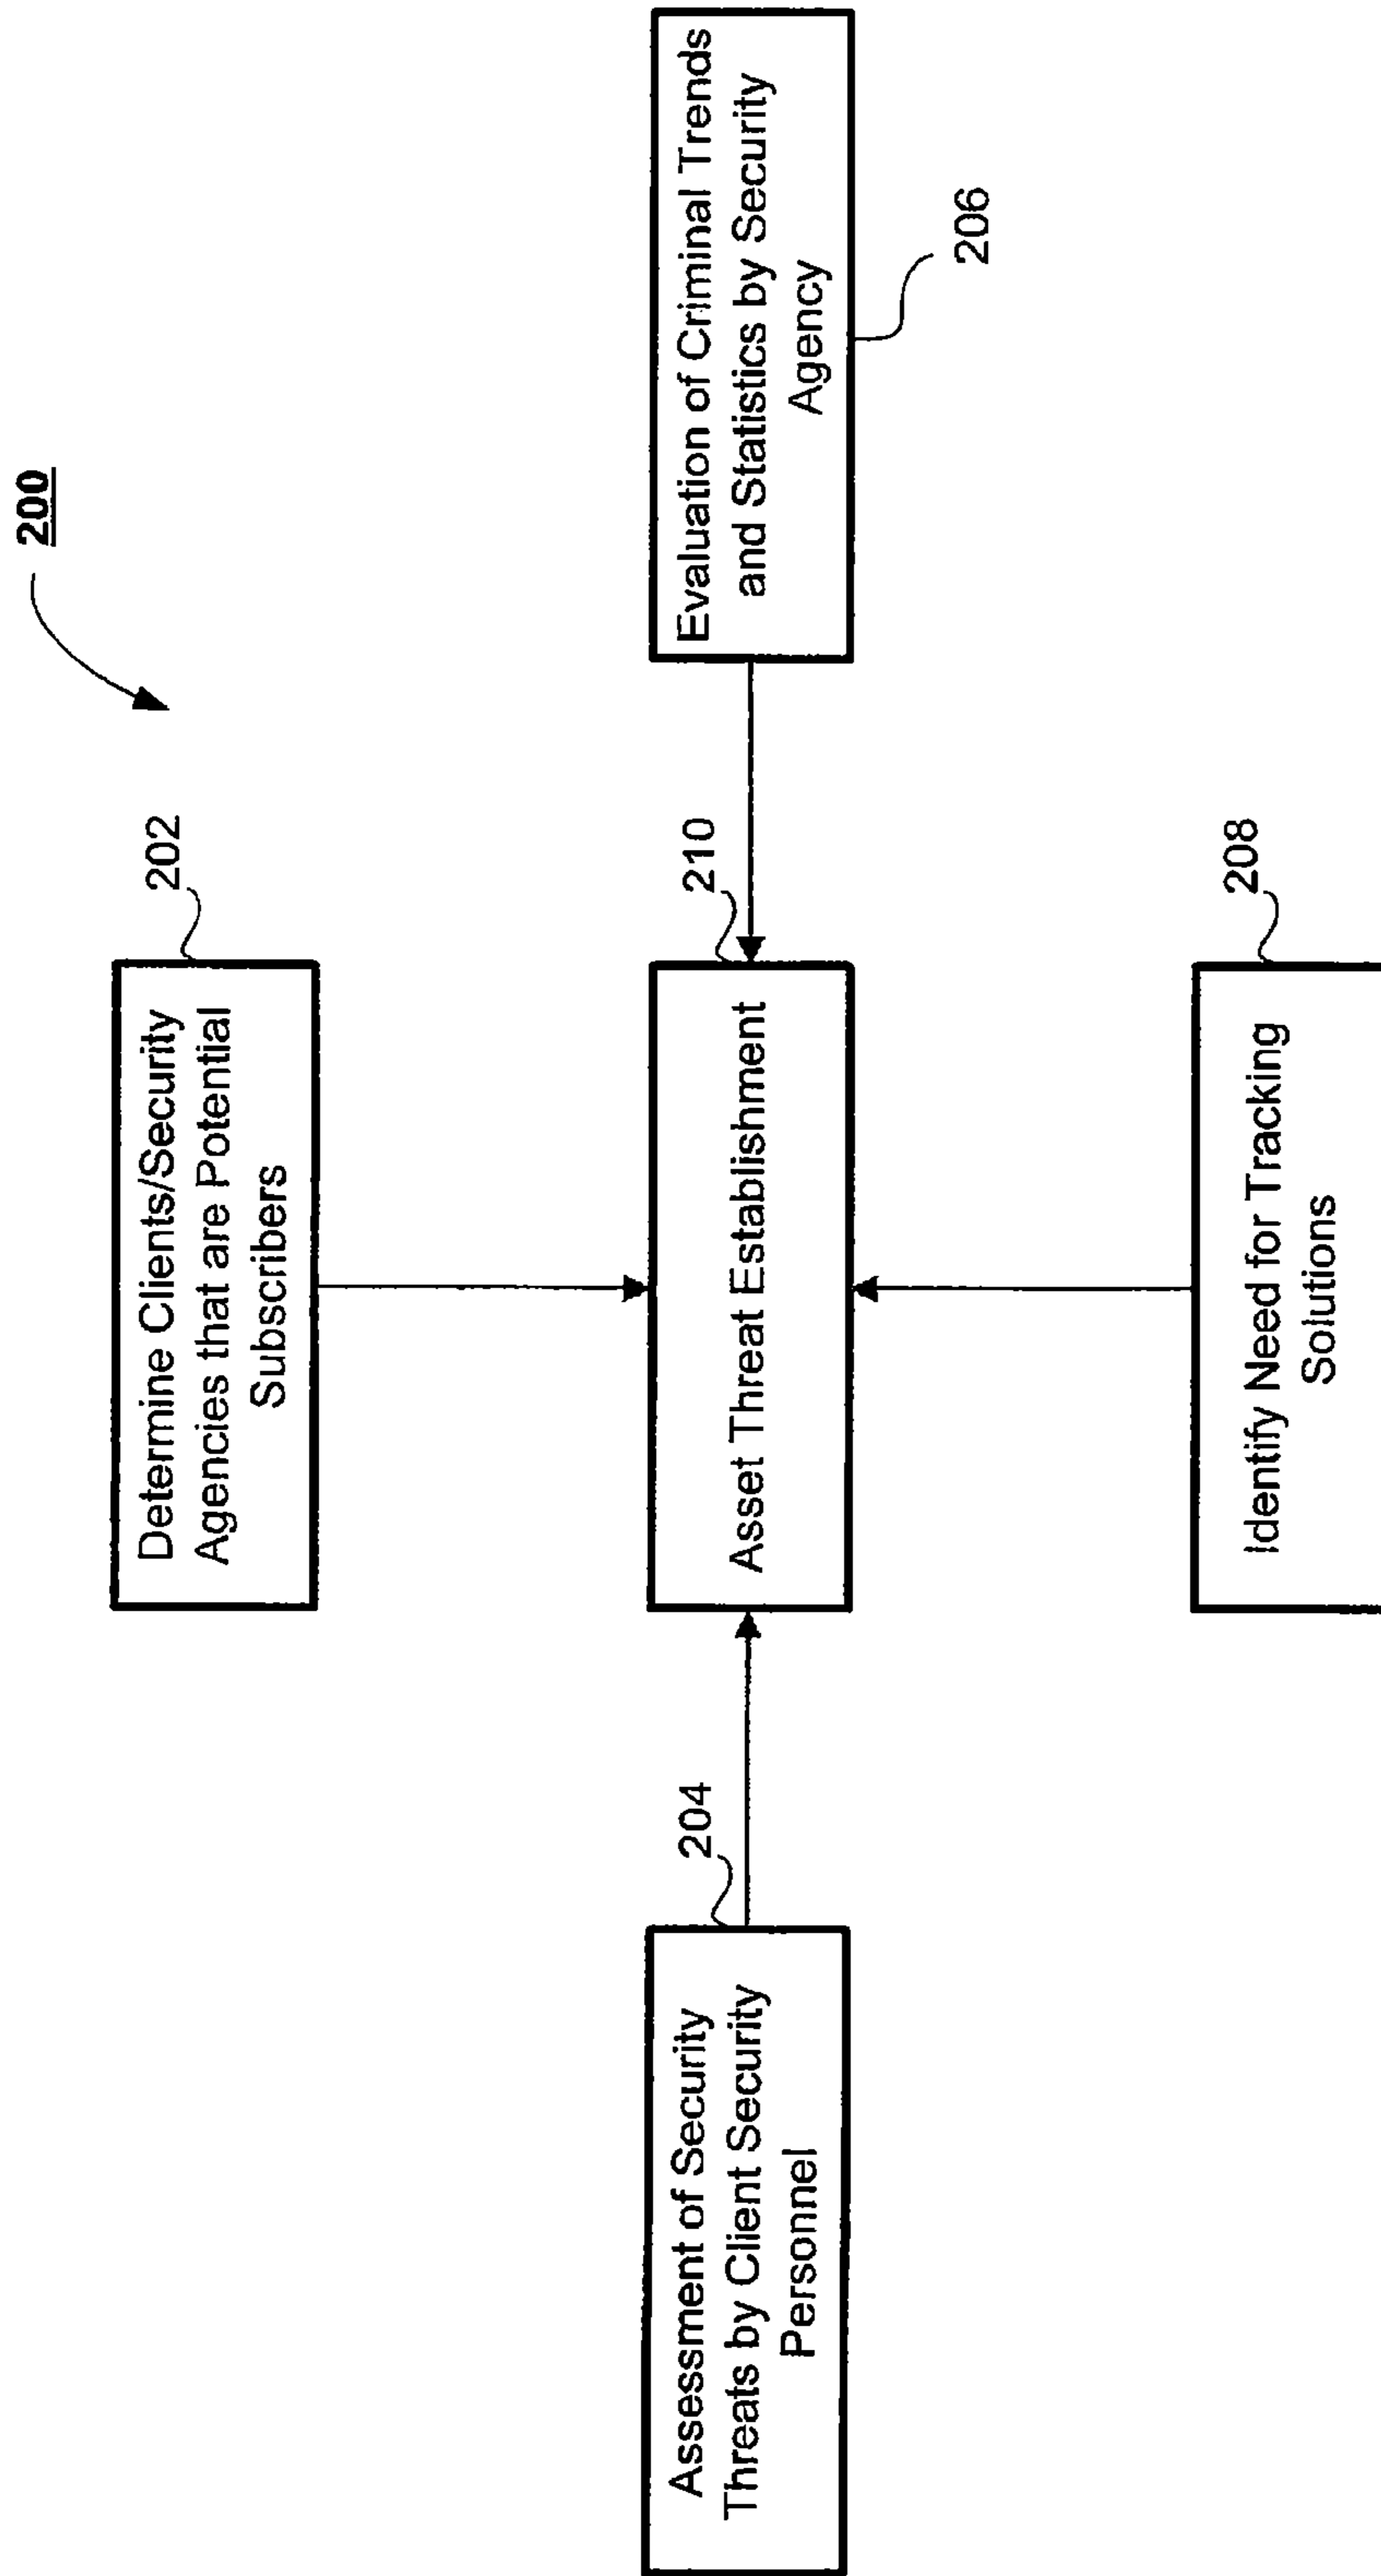 200
202
Determine Clients/Security
Agencies that are Potential
Subscribers
204
Assessment of Security
Threats by Client Security
Personnel
210
Asset Threat Establishment
Evaluation of Criminal Trends
and Statistics by Security
Agency
206
208
Identify Need for Tracking
Solutions